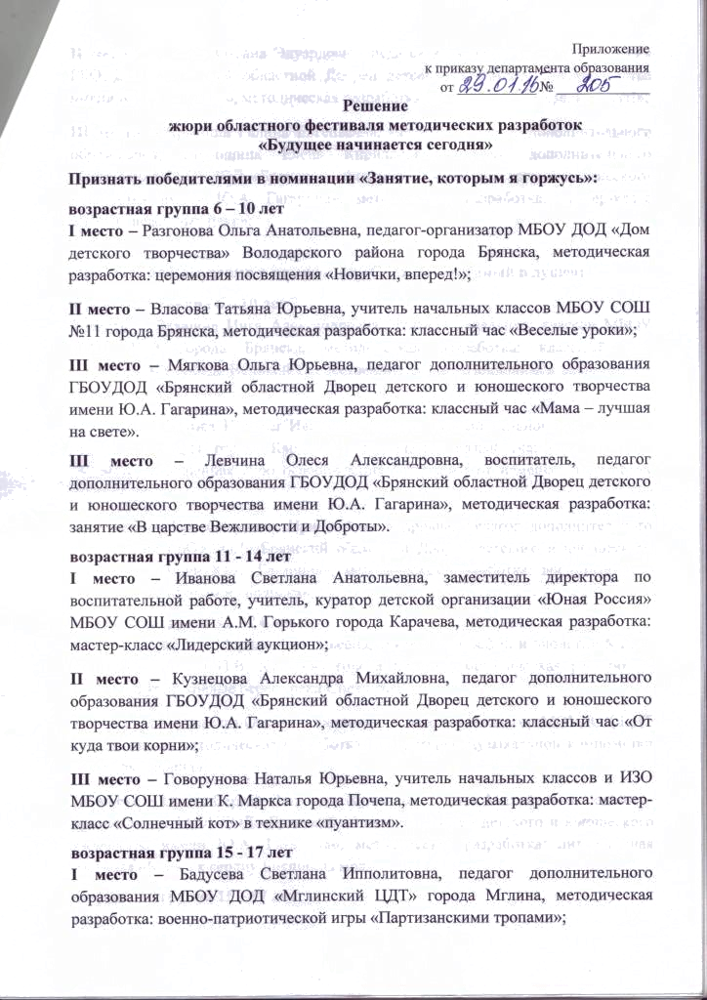 Приложение
к приказу департамента образования
от 29.01.16 № 205
Решение
жюри областного фестиваля методических разработок
«Будущее начинается сегодня»
Признать победителями в номинации «Занятие, которым я горжусь»:
возрастная группа 6 – 10 лет
I место – Разгонова Ольга Анатольевна, педагог-организатор МБОУ ДОД «Дом
детского творчества» Володарского района города Брянска, методическая
разработка: церемония посвящения «Новички, вперед!»;
II место – Власова Татьяна Юрьевна, учитель начальных классов МБОУ СОШ
№11 города Брянска, методическая разработка: классный час «Веселые уроки»;
III место – Мягкова Ольга Юрьевна, педагог дополнительного образования
ГБОУДОД «Брянский областной Дворец детского и юношеского творчества
имени Ю.А. Гагарина», методическая разработка: классный час «Мама – лучшая
на свете».
III место – Левчина Олеся Александровна, воспитатель, педагог
дополнительного образования ГБОУДОД «Брянский областной Дворец детского
и юношеского творчества имени Ю.А. Гагарина», методическая разработка:
занятие «В царстве Вежливости и Доброты».
возрастная группа 11 - 14 лет
I место – Иванова Светлана Анатольевна, заместитель директора по
воспитательной работе, учитель, куратор детской организации «Юная Россия»
МБОУ СОШ имени А.М. Горького города Карачева, методическая разработка:
мастер-класс «Лидерский аукцион»;
II место – Кузнецова Александра Михайловна, педагог дополнительного
образования ГБОУДОД «Брянский областной Дворец детского и юношеского
творчества имени Ю.А. Гагарина», методическая разработка: классный час «От
куда твои корни»;
III место – Говорунова Наталья Юрьевна, учитель начальных классов и ИЗО
МБОУ СОШ имени К. Маркса города Почепа, методическая разработка: мастер-
класс «Солнечный кот» в технике «пуантизм».
возрастная группа 15 - 17 лет
I место – Бадусева Светлана Ипполитовна, педагог дополнительного
образования МБОУ ДОД «Мглинский ЦДТ» города Мглина, методическая
разработка: военно-патриотической игры «Партизанскими тропами»;